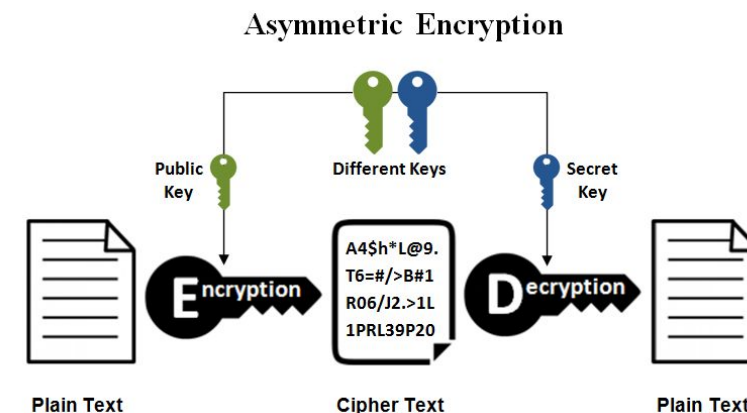 Asymmetric Encryption
Public
Key
Different Keys
Secret
Key
Encryption
A4$h*L@9.
T6=#/>B#1
R06/J2.>1L
1PRL39P20
Decryption
Plain Text
Cipher Text
Plain Text